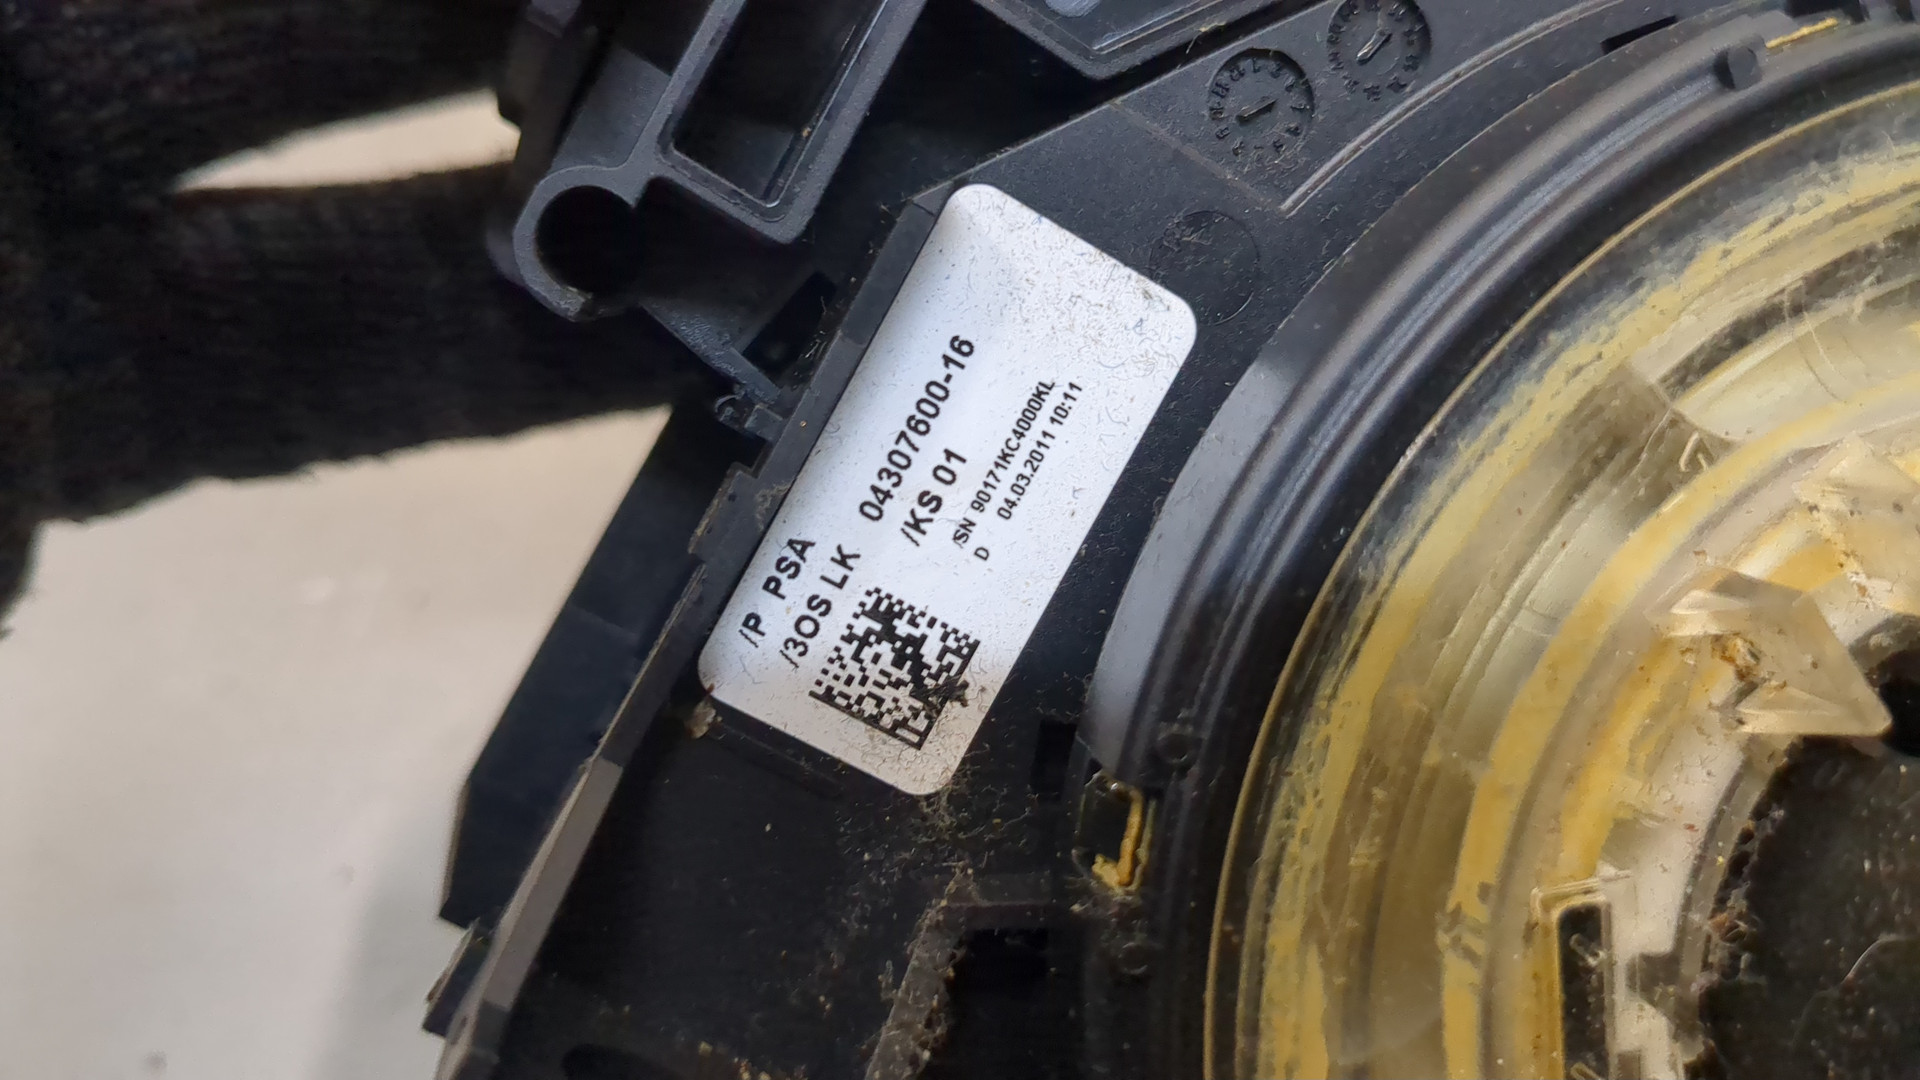 /P PSA 04307600-16
/3OS LK /KS 01
/SN 90171KC4000KL
D 04.03.2011 10:11